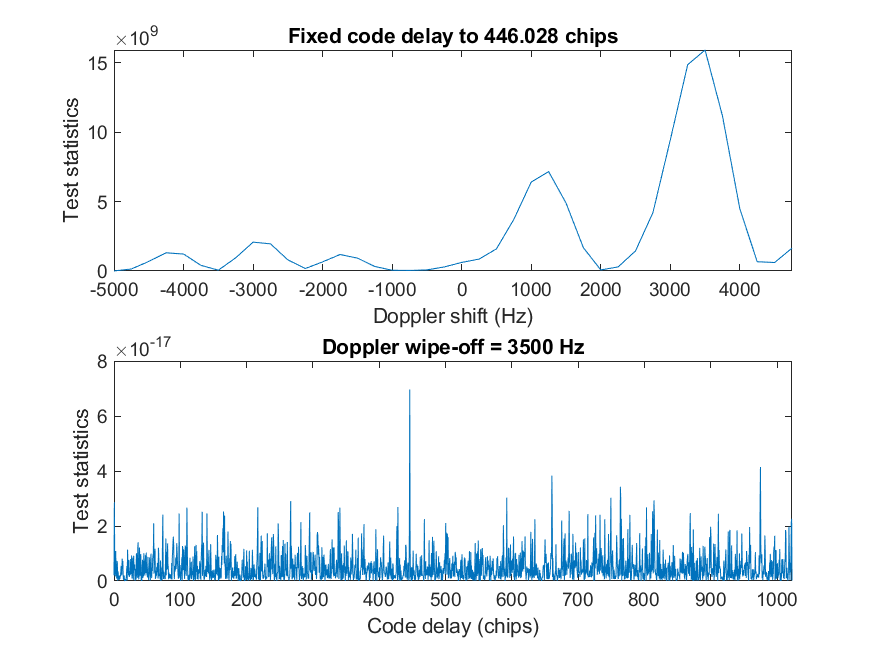 ×10^9
Fixed code delay to 446.028 chips
15
10
5
0
Test statistics
-5000 -4000 -3000 -2000 -1000 0 1000 2000 3000 4000
Doppler shift (Hz)
×10^-17
Doppler wipe-off = 3500 Hz
8
6
4
2
0
Test statistics
0 100 200 300 400 500 600 700 800 900 1000
Code delay (chips)